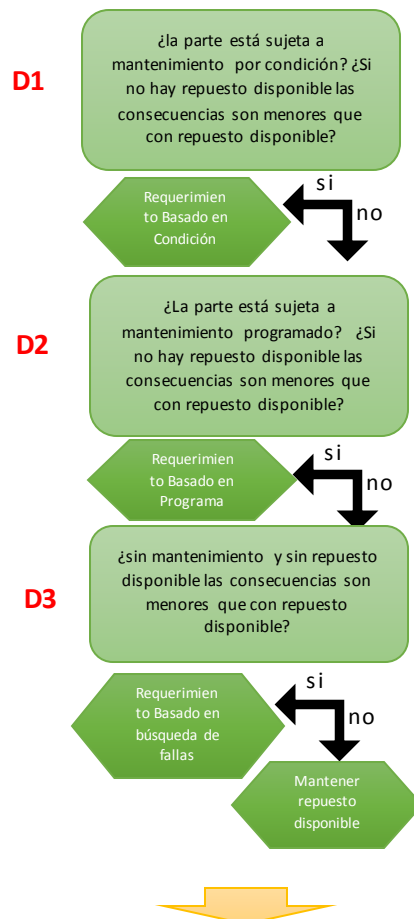 D1
¿la parte está sujeta a
mantenimiento por condición? ¿Si
no hay repuesto disponible las
consecuencias son menores que
con repuesto disponible?
si
no
Requerimien
to Basado en
Condición
D2
¿La parte está sujeta a
mantenimiento programado? ¿Si
no hay repuesto disponible las
consecuencias son menores que
con repuesto disponible?
si
no
Requerimien
to Basado en
Programa
D3
¿sin mantenimiento y sin repuesto
disponible las consecuencias son
menores que con repuesto
disponible?
si
no
Requerimien
to Basado en
búsqueda de
fallas
Mantener
repuesto
disponible